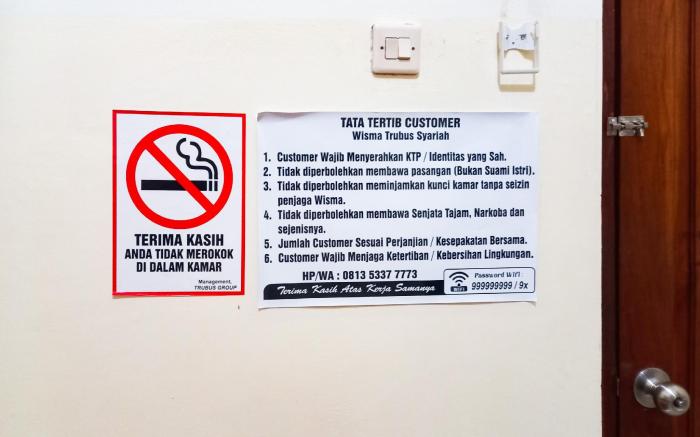 TERIMA KASIH
ANDA TIDAK MEROKOK
DI DALAM KAMAR
Management,
TRUBUS GROUP
TATA TERTIB CUSTOMER
Wisma Trubus Syariah
1. Customer Wajib Menyerahkan KTP / Identitas yang Sah.
2. Tidak diperbolehkan membawa pasangan (Bukan Suami Istri).
3. Tidak diperbolehkan meminjamkan kunci kamar tanpa seizin
penjaga Wisma.
4. Tidak diperbolehkan membawa Senjata Tajam, Narkoba dan
sejenisnya.
5. Jumlah Customer Sesuai Perjanjian / Kesepakatan Bersama.
6. Customer Wajib Menjaga Ketertiban / Kebersihan Lingkungan.
HP/WA : 0813 5337 7773
Terima Kasih Atas Kerja Samanya
WIFI
Password Wifi :
999999999 / 9x